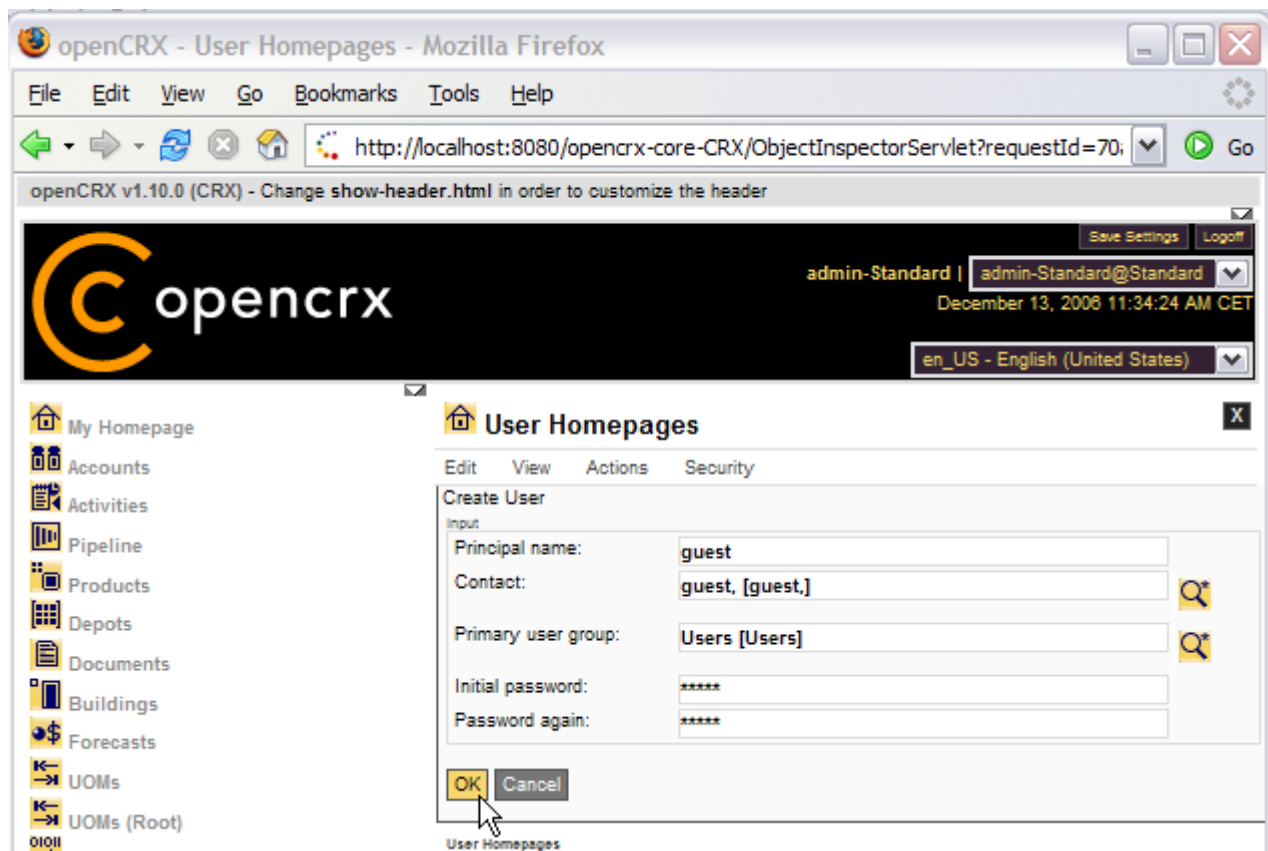 openCRX - User Homepages - Mozilla Firefox
File Edit View Go Bookmarks Tools Help
http://localhost:8080/opencrx-core-CRX/ObjectInspectorServlet?requestId=70 Go
openCRX v1.10.0 (CRX) - Change show-header.html in order to customize the header
Save Settings Logoff
opencrx
admin-Standard | admin-Standard@Standard
December 13, 2006 11:34:24 AM CET
en_US - English (United States)
My Homepage
Accounts
Activities
Pipeline
Products
Depots
Documents
Buildings
Forecasts
UOMs
UOMs (Root)
User Homepages
X
Edit View Actions Security
Create User
Input
Principal name: guest
Contact: guest, [guest,]
Primary user group: Users [Users]
Initial password: *****
Password again: *****
OK Cancel
User Homepages